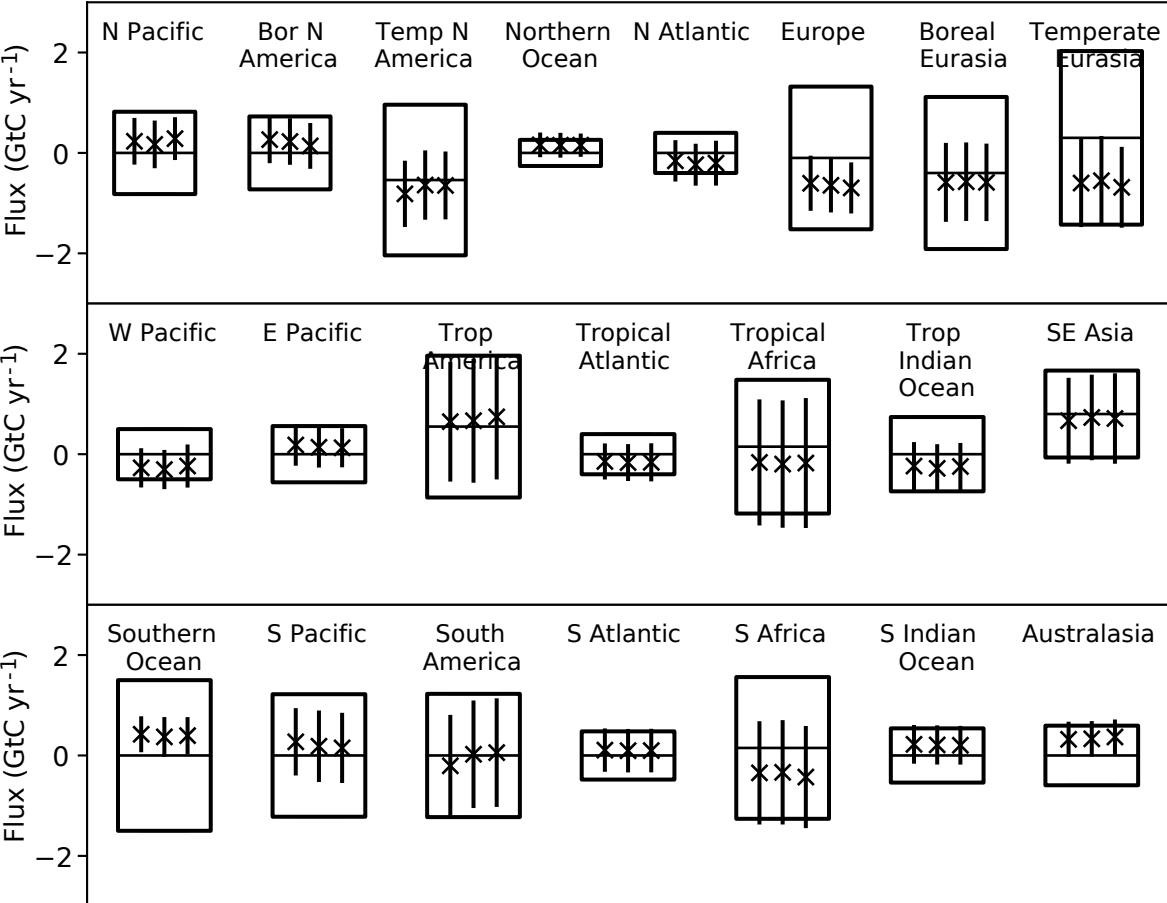 N Pacific
Bor N
America
Temp N
America
Northern
Ocean
N Atlantic
Europe
Boreal
Eurasia
Temperate
Eurasia
Flux (GtC yr⁻¹)
2
0
−2
W Pacific
E Pacific
Trop
America
Tropical
Atlantic
Tropical
Africa
Trop
Indian
Ocean
SE Asia
Flux (GtC yr⁻¹)
2
0
−2
Southern
Ocean
S Pacific
South
America
S Atlantic
S Africa
S Indian
Ocean
Australasia
Flux (GtC yr⁻¹)
2
0
−2